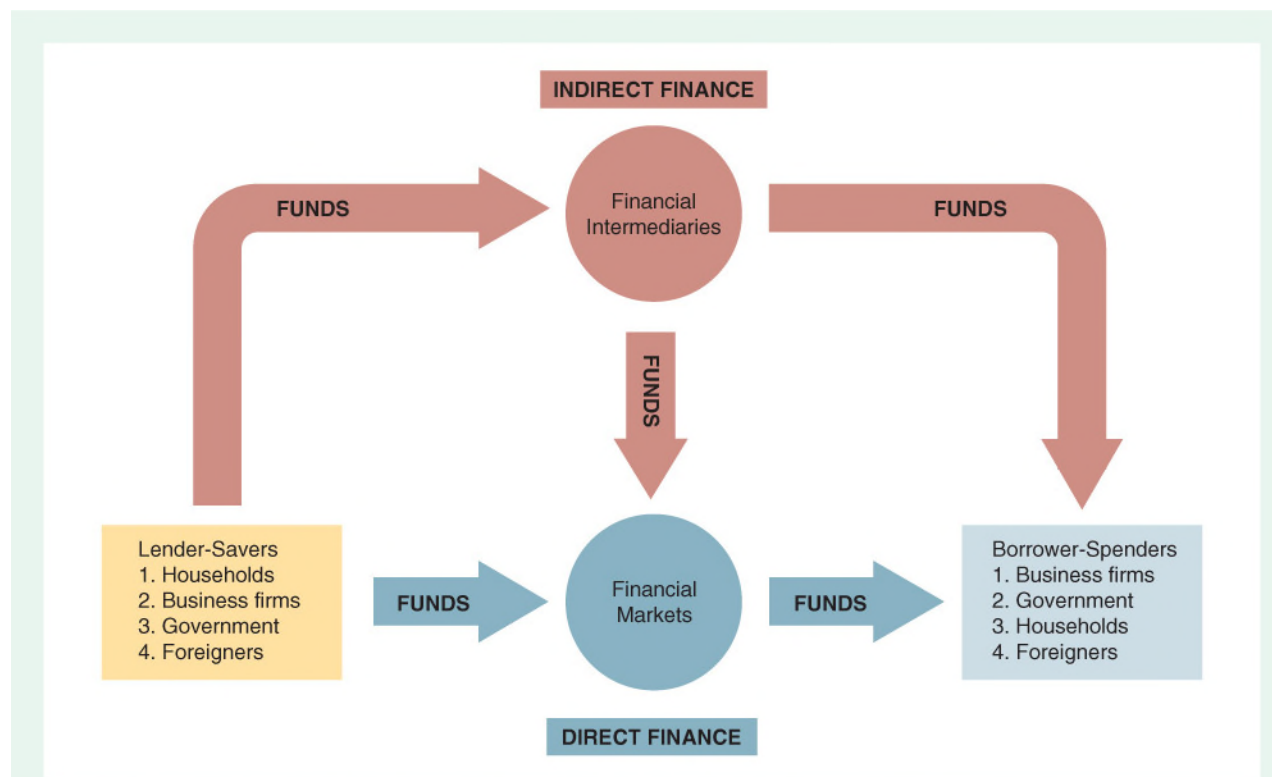 INDIRECT FINANCE
FUNDS
Financial
Intermediaries
FUNDS
FUNDS
Lender-Savers
1. Households
2. Business firms
3. Government
4. Foreigners
FUNDS
Financial
Markets
FUNDS
Borrower-Spenders
1. Business firms
2. Government
3. Households
4. Foreigners
DIRECT FINANCE